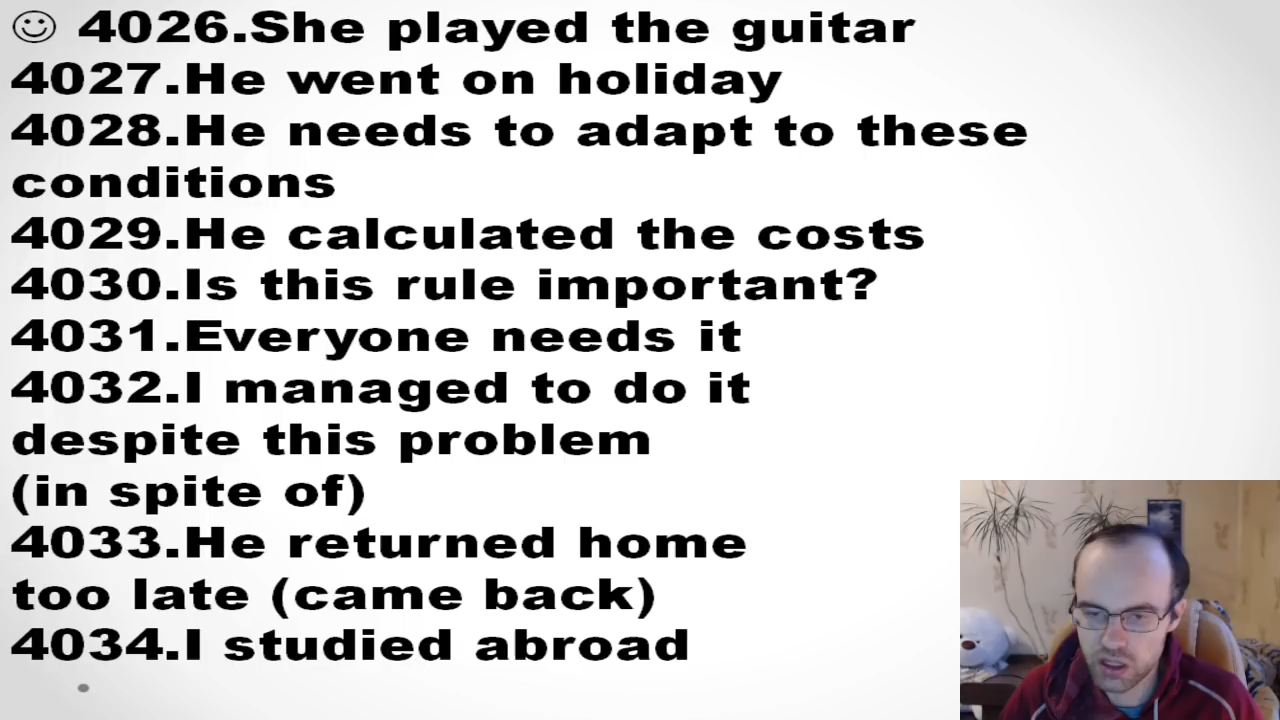 ☺ 4026.She played the guitar
4027.He went on holiday
4028.He needs to adapt to these
conditions
4029.He calculated the costs
4030.Is this rule important?
4031.Everyone needs it
4032.I managed to do it
despite this problem
(in spite of)
4033.He returned home
too late (came back)
4034.I studied abroad